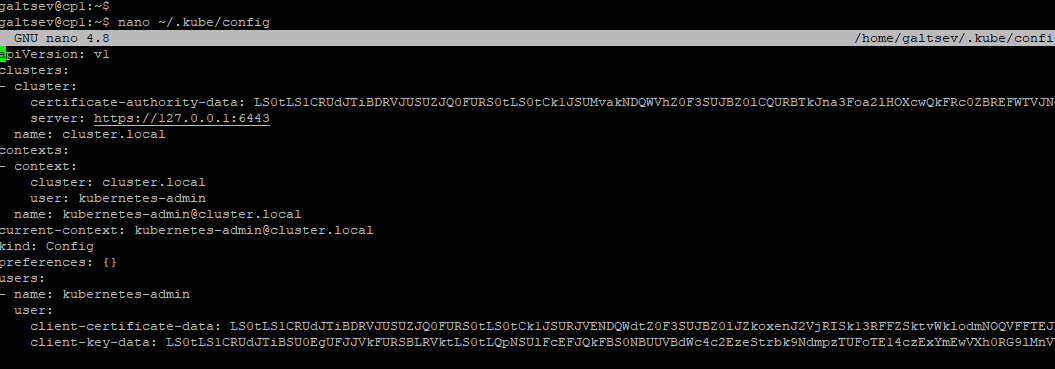 galtsev@cp1:~$
galtsev@cp1:~$ nano ~/.kube/config
GNU nano 4.8 /home/galtsev/.kube/confi
apiVersion: v1
clusters:
- cluster:
certificate-authority-data:
server: https://127.0.0.1:6443
name: cluster.local
contexts:
- context:
cluster: cluster.local
user: kubernetes-admin
name: kubernetes-admin@cluster.local
current-context: kubernetes-admin@cluster.local
kind: Config
preferences: {}
users:
- name: kubernetes-admin
user:
client-certificate-data:
client-key-data: